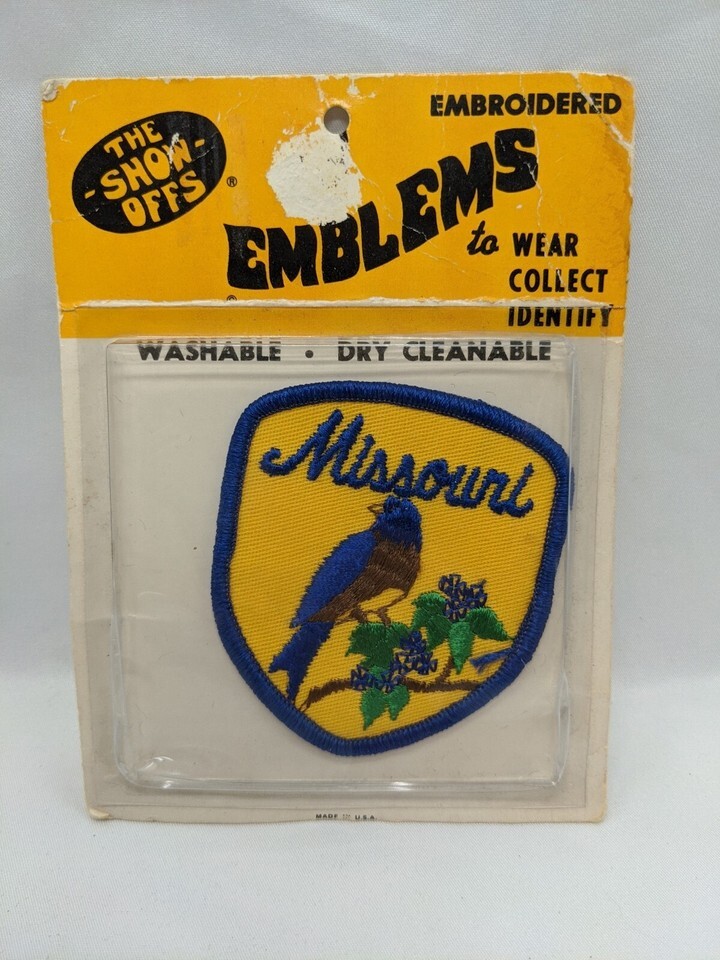 THE
-SHOW-
OFFS ®
EMBROIDERED
EMBLEMS
®
to WEAR
COLLECT
IDENTIFY
WASHABLE • DRY CLEANABLE
Missouri
MADE IN U.S.A.